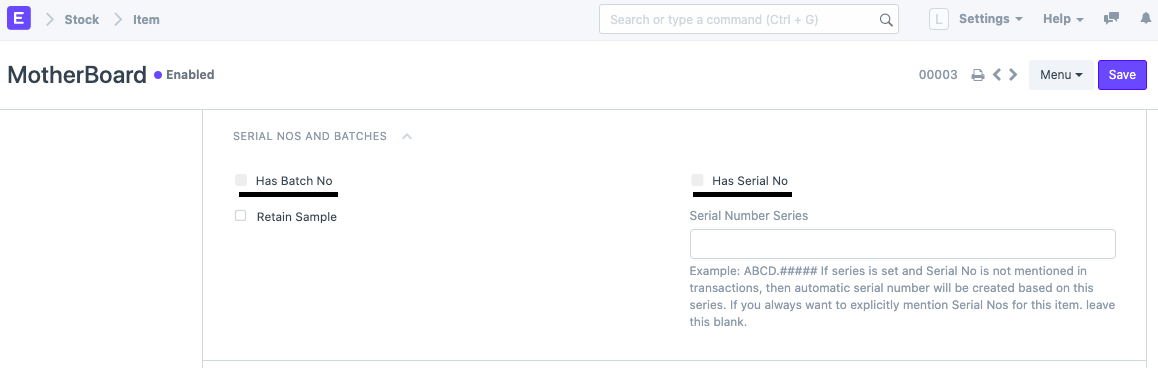 E Stock Item Search or type a command (Ctrl + G) L Settings Help
MotherBoard Enabled 00003 Menu Save
SERIAL NOS AND BATCHES
Has Batch No
Retain Sample
Has Serial No
Serial Number Series
Example: ABCD.##### If series is set and Serial No is not mentioned in
transactions, then automatic serial number will be created based on this
series. If you always want to explicitly mention Serial Nos for this item. leave
this blank.